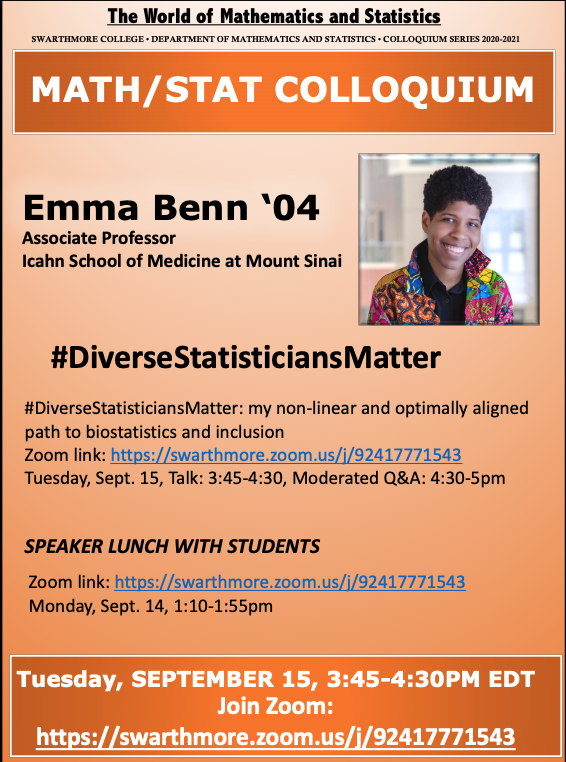 The World of Mathematics and Statistics
SWARTHMORE COLLEGE • DEPARTMENT OF MATHEMATICS AND STATISTICS • COLLOQUIUM SERIES 2020-2021
MATH/STAT COLLOQUIUM
Emma Benn ‘04
Associate Professor
Icahn School of Medicine at Mount Sinai
#DiverseStatisticiansMatter
#DiverseStatisticiansMatter: my non-linear and optimally aligned
path to biostatistics and inclusion
Zoom link: https://swarthmore.zoom.us/j/92417771543
Tuesday, Sept. 15, Talk: 3:45-4:30, Moderated Q&A: 4:30-5pm
SPEAKER LUNCH WITH STUDENTS
Zoom link: https://swarthmore.zoom.us/j/92417771543
Monday, Sept. 14, 1:10-1:55pm
Tuesday, SEPTEMBER 15, 3:45-4:30PM EDT
Join Zoom:
https://swarthmore.zoom.us/j/92417771543